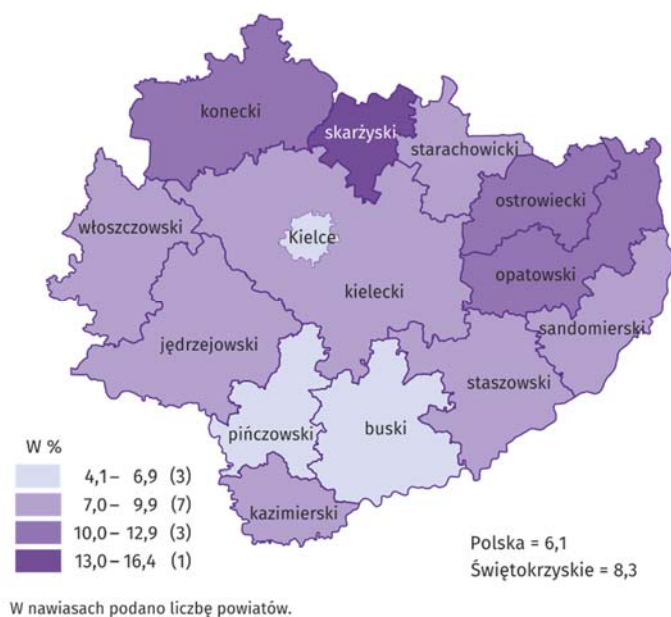 konecki
skarżyski
starachowicki
ostrowiecki
włoszczowski
Kielce
opatowski
kielecki
sandomierski
jędrzejowski
staszowski
pińczowski
buski
kazimierski
W %
4,1 – 6,9 (3)
7,0 – 9,9 (7)
10,0 – 12,9 (3)
13,0 – 16,4 (1)
Polska = 6,1
Świętokrzyskie = 8,3
W nawiasach podano liczbę powiatów.